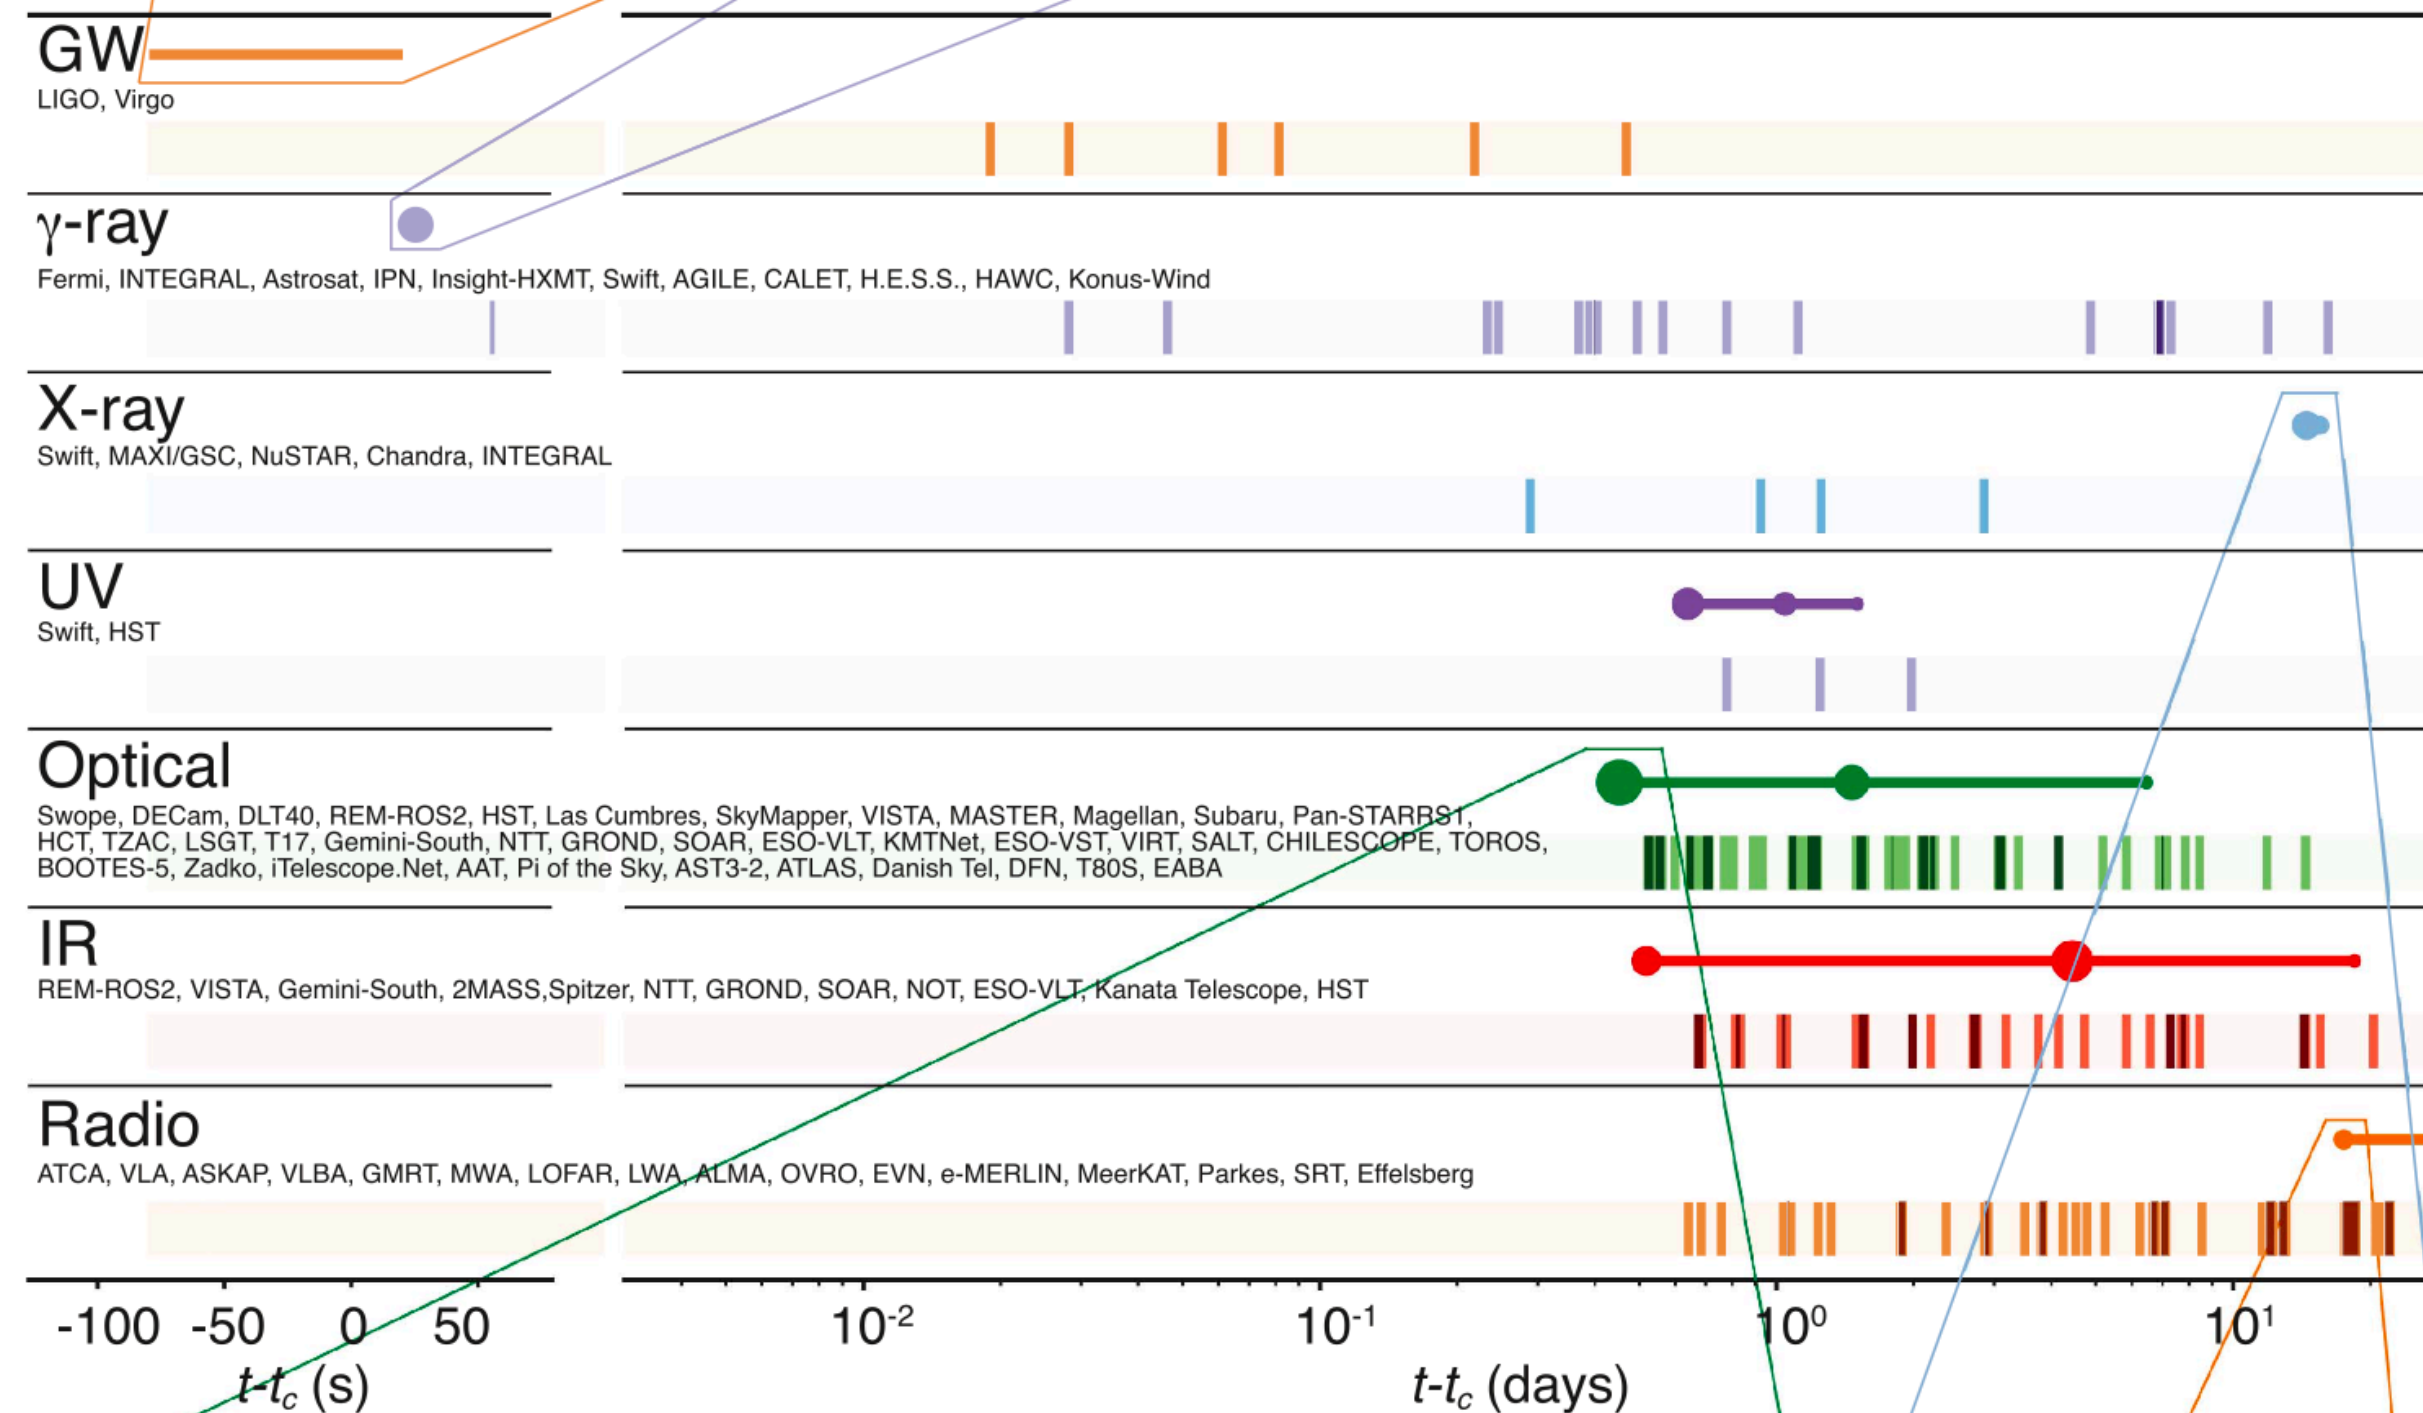 GW
LIGO, Virgo
γ-ray
Fermi, INTEGRAL, Astrosat, IPN, Insight-HXMT, Swift, AGILE, CALET, H.E.S.S., HAWC, Konus-Wind
X-ray
Swift, MAXI/GSC, NuSTAR, Chandra, INTEGRAL
UV
Swift, HST
Optical
Swope, DECam, DLT40, REM-ROS2, HST, Las Cumbres, SkyMapper, VISTA, MASTER, Magellan, Subaru, Pan-STARRS1,
HCT, TZAC, LSGT, T17, Gemini-South, NTT, GROND, SOAR, ESO-VLT, KMTNet, ESO-VST, VIRT, SALT, CHILESCOPE, TOROS,
BOOTES-5, Zadko, iTelescope.Net, AAT, Pi of the Sky, AST3-2, ATLAS, Danish Tel, DFN, T80S, EABA
IR
REM-ROS2, VISTA, Gemini-South, 2MASS,Spitzer, NTT, GROND, SOAR, NOT, ESO-VLT, Kanata Telescope, HST
Radio
ATCA, VLA, ASKAP, VLBA, GMRT, MWA, LOFAR, LWA, ALMA, OVRO, EVN, e-MERLIN, MeerKAT, Parkes, SRT, Effelsberg
-100 -50 0 50 10⁻² 10⁻¹ 10⁰ 10¹
t-t_c (s) t-t_c (days)